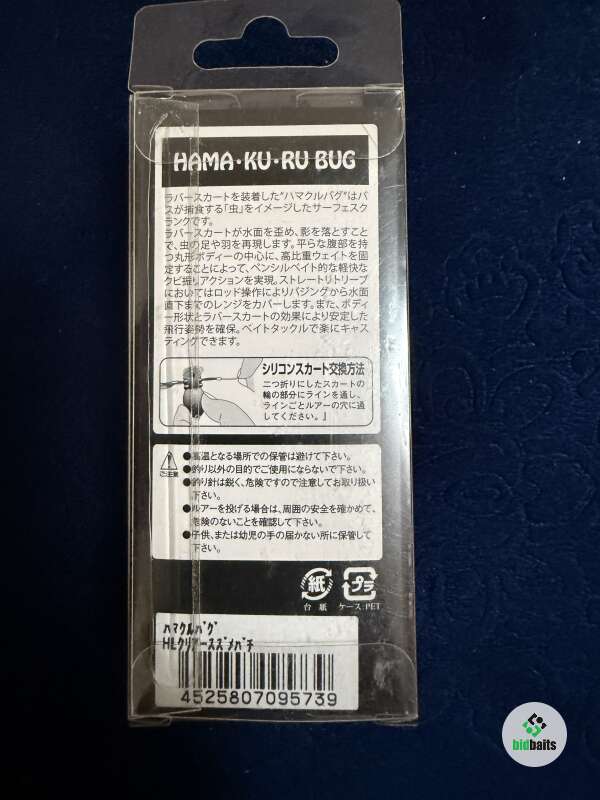 HAMA・KU・RU BUG
ラバースカートを装着した“ハマクルバグ”はバ
スが捕食する「虫」をイメージしたサーフェスク
ランクです。
ラバースカートが水面を歪め、影を落とすこと
で、虫の足や羽を再現します。平らな腹部を持
つ丸形ボディーの中心に、高比重ウェイトを固
定することによって、ペンシルベイト的な軽快な
クビ振りアクションを実現。ストレートリトリーブ
においてはロッド操作によりバジングから水面
直下までのレンジをカバーします。また、ボディ
ー形状とラバースカートの効果により安定した
飛行姿勢を確保。ベイトタックルで楽にキャス
ティングできます。
シリコンスカート交換方法
二つ折りにしたスカートの
輪の部分にラインを通し、
ラインごとルアーの穴に通
してください。』
ご注意
●高温となる場所での保管は避けて下さい。
●釣り以外の目的でご使用にならないで下さい。
●釣り針は鋭く、危険ですので注意してお取り扱い
下さい。
●ルアーを投げる場合は、周囲の安全を確かめて、
危険のないことを確認して下さい。
●子供、または幼児の手の届かない所に保管して
下さい。
紙 プラ
台 紙 ケース PET
ハマクルバグ
HLクリアースズメバチ
4525807095739
bidbaits